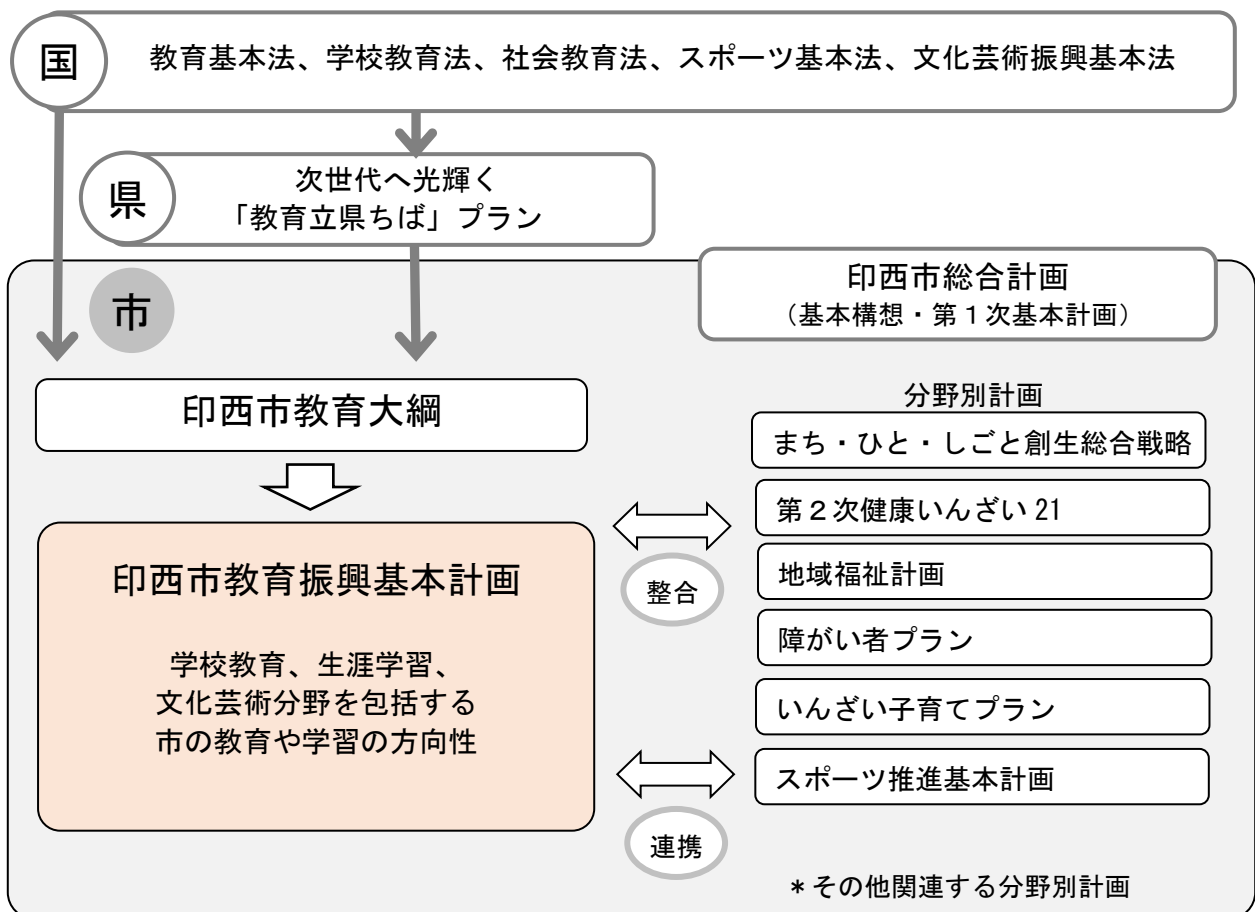 国
教育基本法、学校教育法、社会教育法、スポーツ基本法、文化芸術振興基本法
県
次世代へ光輝く
「教育立県ちば」プラン
市
印西市総合計画
（基本構想・第１次基本計画）
印西市教育大綱
印西市教育振興基本計画
学校教育、生涯学習、
文化芸術分野を包括する
市の教育や学習の方向性
整合
連携
分野別計画
まち・ひと・しごと創生総合戦略
第２次健康いんざい 21
地域福祉計画
障がい者プラン
いんざい子育てプラン
スポーツ推進基本計画
＊その他関連する分野別計画